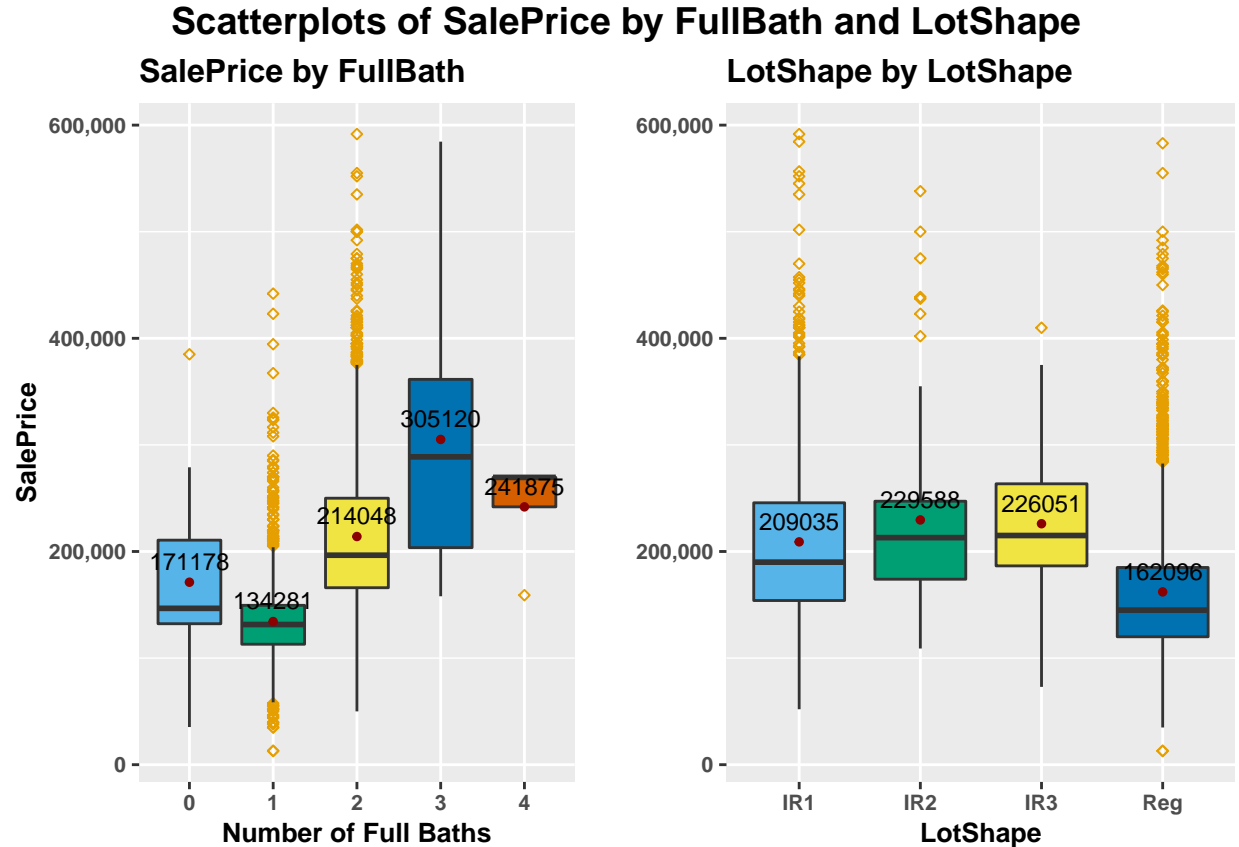 Scatterplots of SalePrice by FullBath and LotShape
SalePrice by FullBath
600,000
400,000
200,000
0
SalePrice
171178
134281
214048
305120
241875
0
1
2
3
4
Number of Full Baths
LotShape by LotShape
600,000
400,000
200,000
0
209035
229588
226051
162096
IR1
IR2
IR3
Reg
LotShape